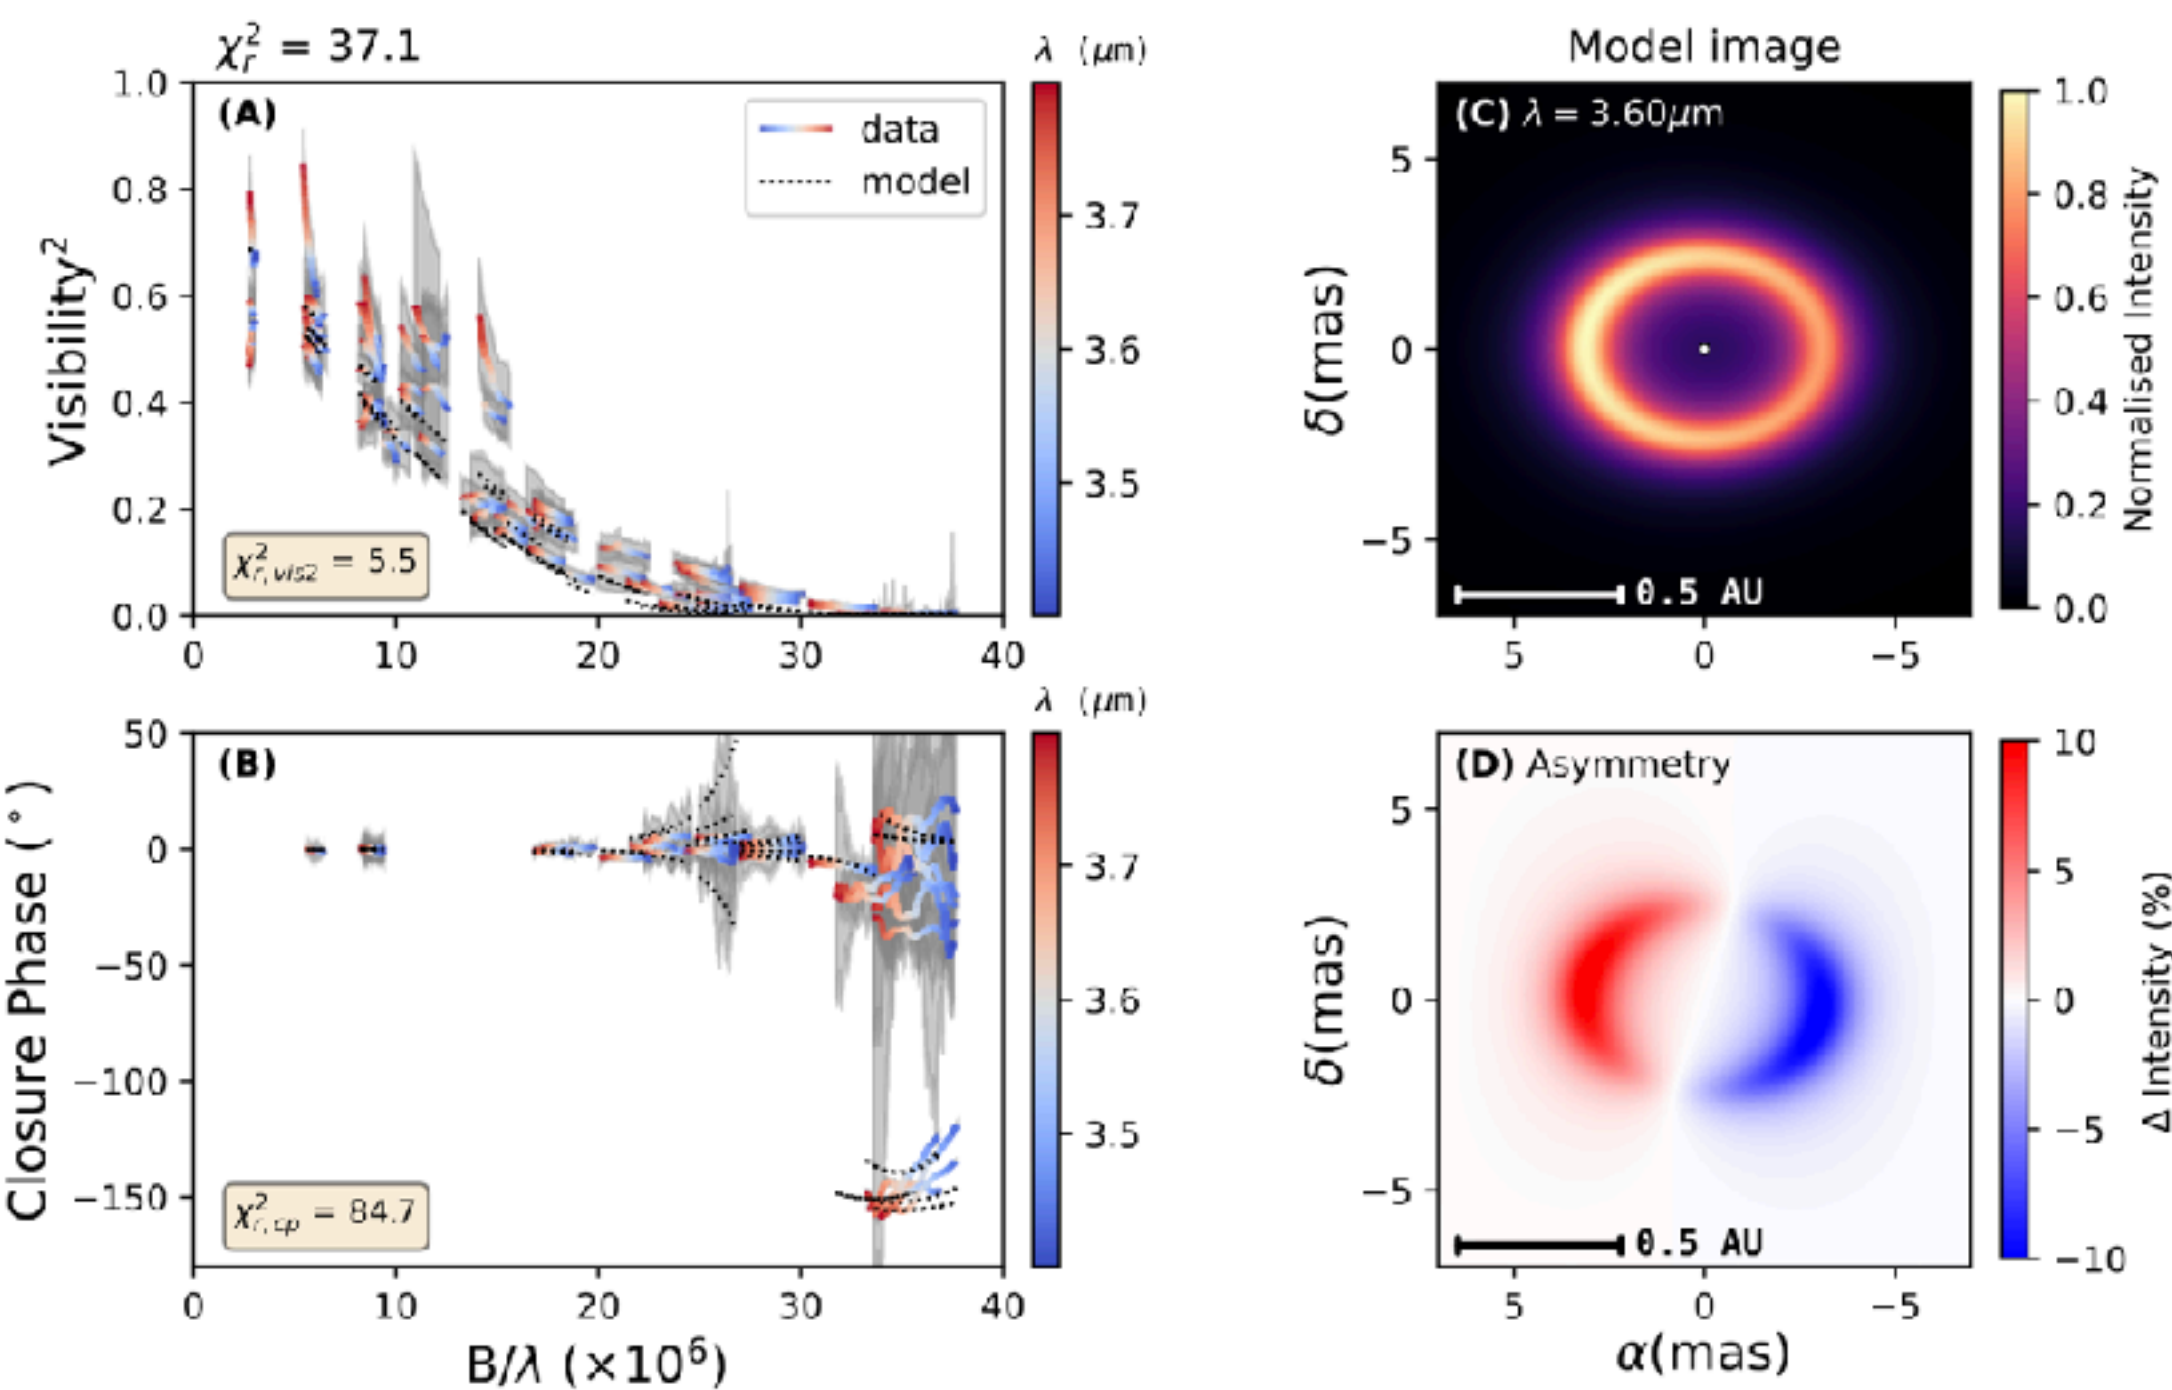 χ²ᵣ = 37.1
λ (μm)
(A)
data
model
Visibility²
1.0
0.8
0.6
0.4
0.2
0.0
χ²ᵣ,ᵥᵢₛ₂ = 5.5
0 10 20 30 40
3.7
3.6
3.5
Model image
(C) λ = 3.60μm
δ(mas)
5
0
−5
0.5 AU
5 0 −5
1.0
0.8
0.6
0.4
0.2
0.0
Normalised Intensity
λ (μm)
(B)
Closure Phase (°)
50
0
−50
−100
−150
χ²r,cp = 84.7
0 10 20 30 40
B/λ (×10⁶)
3.7
3.6
3.5
(D) Asymmetry
δ(mas)
5
0
−5
0.5 AU
5 0 −5
α(mas)
10
5
0
−5
−10
Δ Intensity (%)